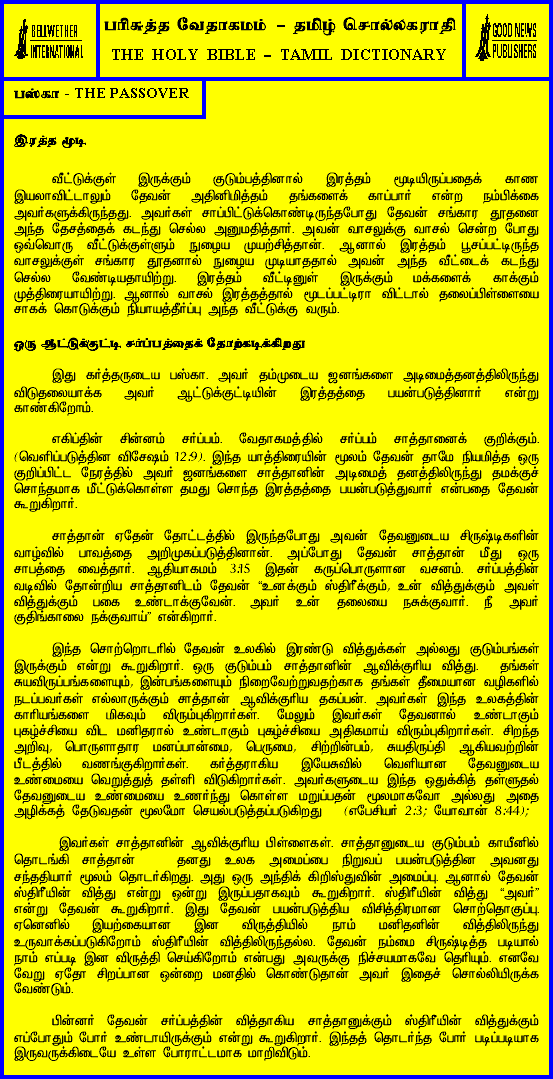 BELLWETHER
INTERNATIONAL
பரிசுத்த வேதாகமம் – தமிழ் சொல்லகராதி
THE HOLY BIBLE – TAMIL DICTIONARY
GOOD NEWS
PUBLISHERS
பஸ்கா - THE PASSOVER
இரத்த மூடி
வீட்டுக்குள் இருக்கும் குடும்பத்தினால் இரத்தம் மூடியிருப்பதைக் காண
இயலாவிட்டாலும் தேவன் அதினிமித்தம் தங்களைக் காப்பார் என்ற நம்பிக்கை
அவர்களுக்கிருந்தது. அவர்கள் சாப்பிட்டுக்கொண்டிருந்தபோது தேவன் சங்கார தூதனை
அந்த தேசத்தைக் கடந்து செல்ல அனுமதித்தார். அவன் வாசலுக்கு வாசல் சென்ற போது
ஒவ்வொரு வீட்டுக்குள்ளும் நுழைய முயற்சித்தான். ஆனால் இரத்தம் பூசப்பட்டிருந்த
வாசலுக்குள் சங்கார தூதனால் நுழைய முடியாததால் அவன் அந்த வீட்டைக் கடந்து
செல்ல வேண்டியதாயிற்று. இரத்தம் வீட்டினுள் இருக்கும் மக்களைக் காக்கும்
முத்திரையாயிற்று. ஆனால் வாசல் இரத்தத்தால் மூடப்பட்டிரா விட்டால் தலைப்பிள்ளையை
சாகக் கொடுக்கும் நியாயத்தீர்ப்பு அந்த வீட்டுக்கு வரும்.
ஒரு ஆட்டுக்குட்டி, சர்ப்பத்தைத் தோற்கடிக்கிறது
இது கர்த்தருடைய பஸ்கா. அவர் தம்முடைய ஜனங்களை அடிமைத்தனத்திலிருந்து
விடுதலையாக்க அவர் ஆட்டுக்குட்டியின் இரத்தத்தை பயன்படுத்தினார் என்று
காண்கிறோம்.
எகிப்தின் சின்னம் சர்ப்பம். வேதாகமத்தில் சர்ப்பம் சாத்தானைக் குறிக்கும்.
(வெளிப்படுத்தின விசேஷம் 12:9). இந்த யாத்திரையின் மூலம் தேவன் தாமே நியமித்த ஒரு
குறிப்பிட்ட நேரத்தில் அவர் ஜனங்களை சாத்தானின் அடிமைத் தனத்திலிருந்து தமக்குச்
சொந்தமாக மீட்டுக்கொள்ள தமது சொந்த இரத்தத்தை பயன்படுத்துவார் என்பதை தேவன்
கூறுகிறார்.
சாத்தான் ஏதேன் தோட்டத்தில் இருந்தபோது அவன் தேவனுடைய சிருஷ்டிகளின்
வாழ்வில் பாவத்தை அறிமுகப்படுத்தினான். அப்போது தேவன் சாத்தான் மீது ஒரு
சாபத்தை வைத்தார். ஆதியாகமம் 3:15 இதன் கருப்பொருளான வசனம். சர்ப்பத்தின்
வடிவில் தோன்றிய சாத்தானிடம் தேவன் “உனக்கும் ஸ்திரீக்கும், உன் வித்துக்கும் அவள்
வித்துக்கும் பகை உண்டாக்குவேன். அவர் உன் தலையை நசுக்குவார். நீ அவர்
குதிங்காலை நக்குவாய்” என்கிறார்.
இந்த சொற்றொடரில் தேவன் உலகில் இரண்டு வித்துக்கள் அல்லது குடும்பங்கள்
இருக்கும் என்று கூறுகிறார். ஒரு குடும்பம் சாத்தானின் ஆவிக்குரிய வித்து. தங்கள்
சுயவிருப்பங்களையும், இன்பங்களையும் நிறைவேற்றுவதற்காக தங்கள் தீமையான வழிகளில்
நடப்பவர்கள் எல்லாருக்கும் சாத்தான் ஆவிக்குரிய தகப்பன். அவர்கள் இந்த உலகத்தின்
காரியங்களை மிகவும் விரும்புகிறார்கள். மேலும் இவர்கள் தேவனால் உண்டாகும்
புகழ்ச்சியை விட மனிதரால் உண்டாகும் புகழ்ச்சியை அதிகமாய் விரும்புகிறார்கள். சிறந்த
அறிவு, பொருளாதார மனப்பான்மை, பெருமை, சிற்றின்பம், சுயதிருப்தி ஆகியவற்றின்
பீடத்தில் வணங்குகிறார்கள். கர்த்தராகிய இயேசுவில் வெளியான தேவனுடைய
உண்மையை வெறுத்துத் தள்ளி விடுகிறார்கள். அவர்களுடைய இந்த ஒதுக்கித் தள்ளுதல்
தேவனுடைய உண்மையை உணர்ந்து கொள்ள மறுப்பதன் மூலமாகவோ அல்லது அதை
அழிக்கத் தேடுவதன் மூலமோ செயல்படுத்தப்படுகிறது (எபேசியர் 2:3; யோவான் 8:44);
இவர்கள் சாத்தானின் ஆவிக்குரிய பிள்ளைகள். சாத்தானுடைய குடும்பம் காயீனில்
தொடங்கி சாத்தான் தனது உலக அமைப்பை நிறுவப் பயன்படுத்தின அவனது
சந்ததியார் மூலம் தொடர்கிறது. அது ஒரு அந்திக் கிறிஸ்துவின் அமைப்பு. ஆனால் தேவன்
ஸ்திரீயின் வித்து என்று ஒன்று இருப்பதாகவும் கூறுகிறார். ஸ்திரீயின் வித்து “அவர்”
என்று தேவன் கூறுகிறார். இது தேவன் பயன்படுத்திய விசித்திரமான சொற்தொகுப்பு.
ஏனெனில் இயற்கையான இன விருத்தியில் நாம் மனிதனின் வித்திலிருந்து
உருவாக்கப்படுகிறோம் ஸ்திரீயின் வித்திலிருந்தல்ல. தேவன் நம்மை சிருஷ்டித்த படியால்
நாம் எப்படி இன விருத்தி செய்கிறோம் என்பது அவருக்கு நிச்சயமாகவே தெரியும். எனவே
வேறு ஏதோ சிறப்பான ஒன்றை மனதில் கொண்டுதான் அவர் இதைச் சொல்லியிருக்க
வேண்டும்.
பின்னர் தேவன் சர்ப்பத்தின் வித்தாகிய சாத்தானுக்கும் ஸ்திரீயின் வித்துக்கும்
எப்போதும் போர் உண்டாயிருக்கும் என்று கூறுகிறார். இந்தத் தொடர்ந்த போர் படிப்படியாக
இருவருக்கிடையே உள்ள போராட்டமாக மாறிவிடும்.